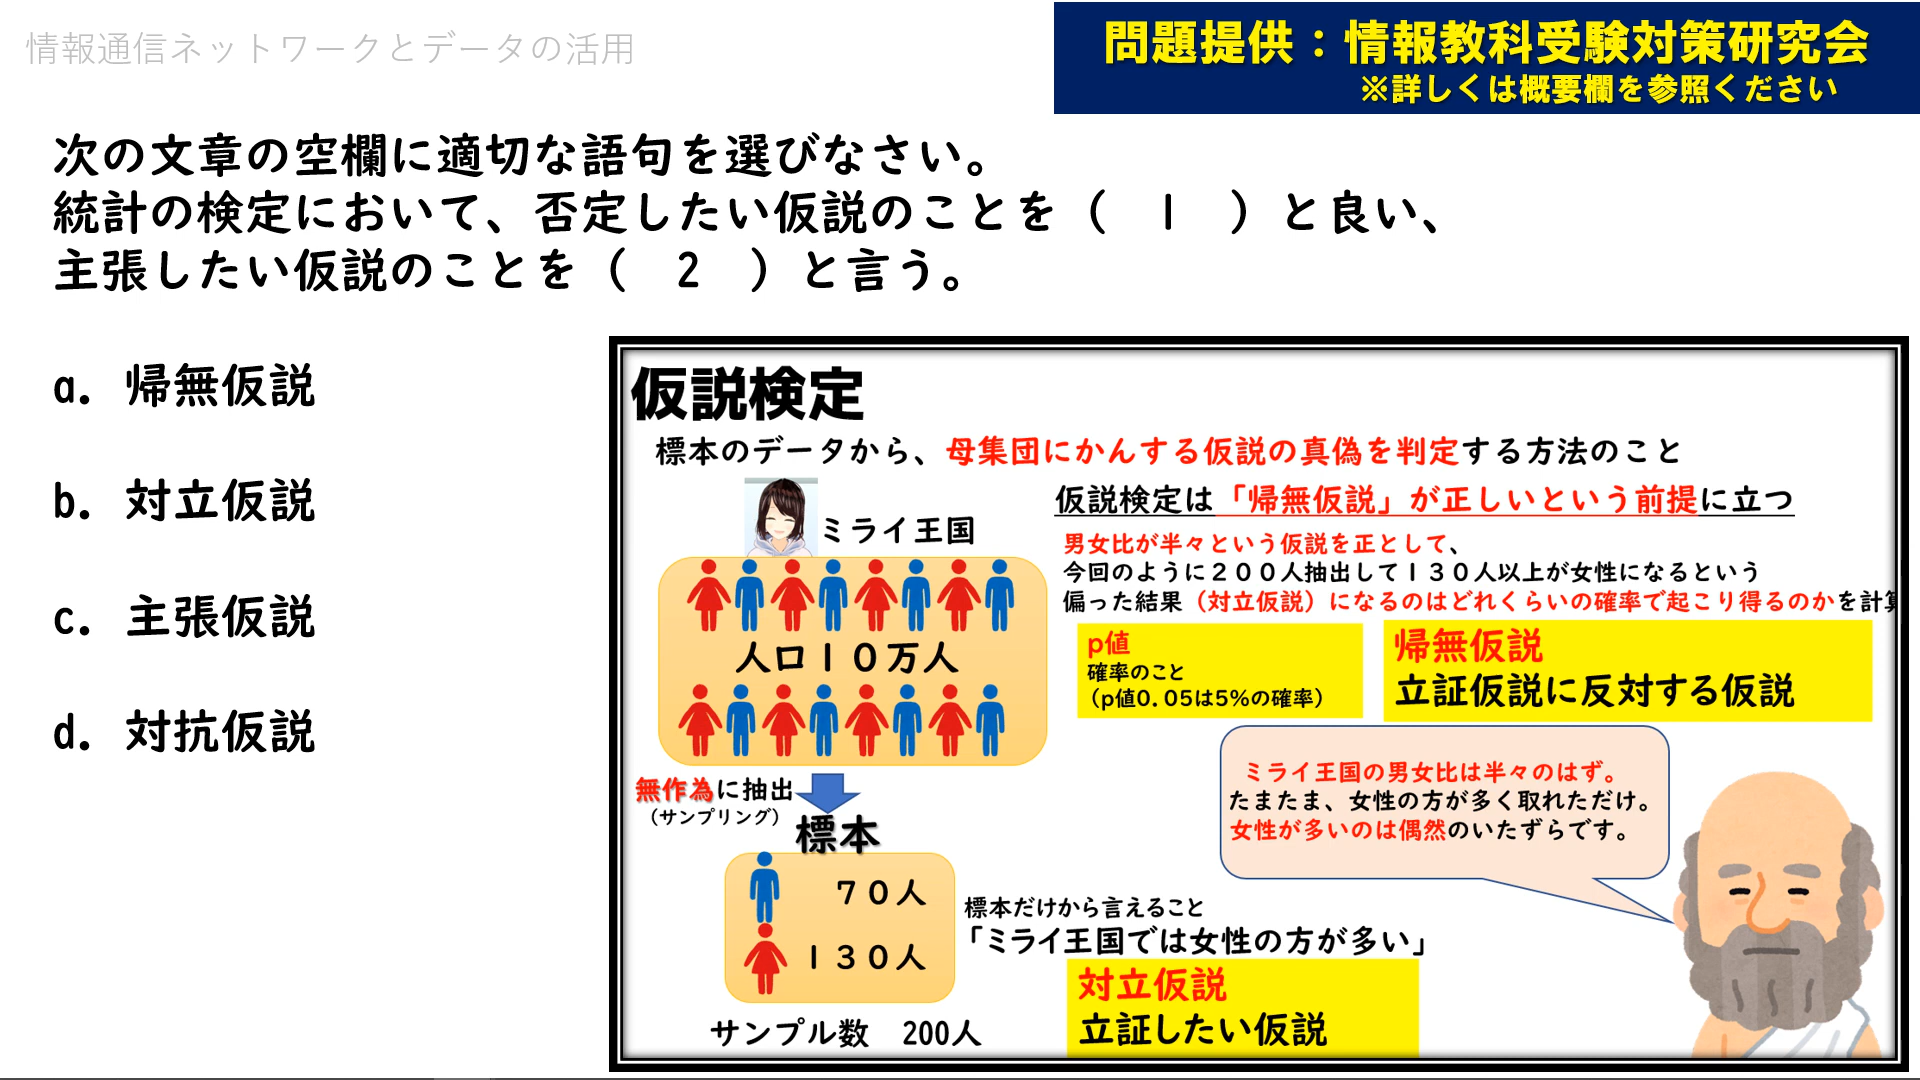 情報通信ネットワークとデータの活用
問題提供：情報教科受験対策研究会
※詳しくは概要欄を参照ください
次の文章の空欄に適切な語句を選びなさい。
統計の検定において、否定したい仮説のことを（　1　）と良い、
主張したい仮説のことを（　2　）と言う。
a. 帰無仮説
b. 対立仮説
c. 主張仮説
d. 対抗仮説
仮説検定
標本のデータから、母集団にかんする仮説の真偽を判定する方法のこと
ミライ王国
人口１０万人
無作為に抽出
（サンプリング）
標本
７０人
１３０人
サンプル数　200人
仮説検定は「帰無仮説」が正しいという前提に立つ
男女比が半々という仮説を正として、
今回のように２００人抽出して１３０人以上が女性になるという
偏った結果（対立仮説）になるのはどれくらいの確率で起こり得るのかを計算
p値
確率のこと
（p値0.05は5%の確率）
帰無仮説
立証仮説に反対する仮説
ミライ王国の男女比は半々のはず。
たまたま、女性の方が多く取れただけ。
女性が多いのは偶然のいたずらです。
標本だけから言えること
「ミライ王国では女性の方が多い」
対立仮説
立証したい仮説